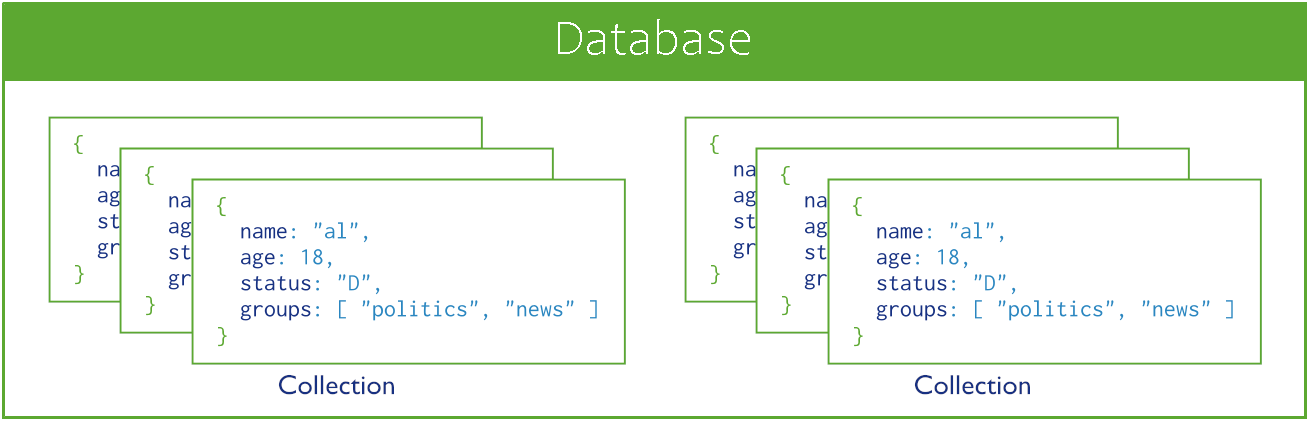 Database
{
na
ag
st
gr
}
{
na
ag
st
gr
}
{
name: "al",
age: 18,
status: "D",
groups: [ "politics", "news" ]
}
Collection
{
na
ag
st
gr
}
{
na
ag
st
gr
}
{
name: "al",
age: 18,
status: "D",
groups: [ "politics", "news" ]
}
Collection